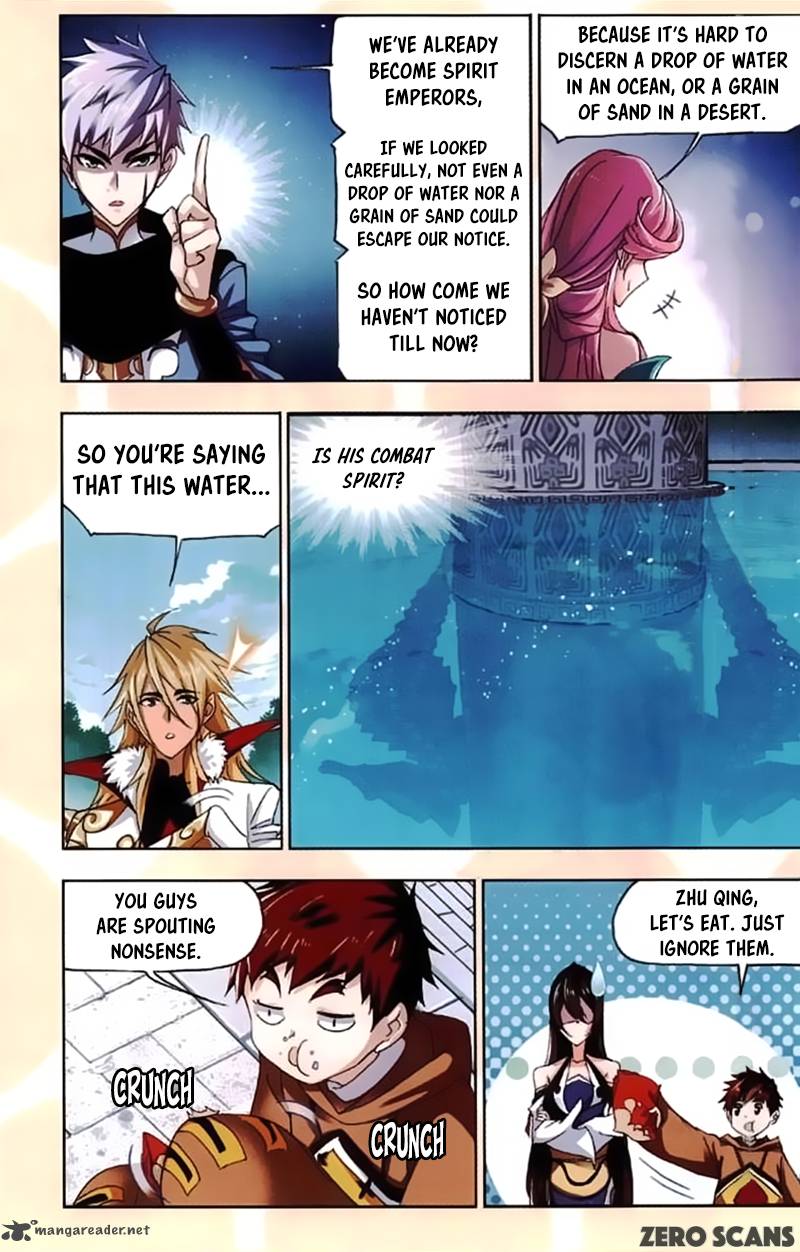 WE'VE ALREADY
BECOME SPIRIT
EMPERORS,
IF WE LOOKED
CAREFULLY, NOT EVEN A
DROP OF WATER NOR A
GRAIN OF SAND COULD
ESCAPE OUR NOTICE.
SO HOW COME WE
HAVEN'T NOTICED
TILL NOW?
BECAUSE IT'S HARD TO
DISCERN A DROP OF WATER
IN AN OCEAN, OR A GRAIN
OF SAND IN A DESERT.
SO YOU'RE SAYING
THAT THIS WATER...
IS HIS COMBAT
SPIRIT?
YOU GUYS
ARE SPOUTING
NONSENSE.
CRUNCH
CRUNCH
ZHU QING,
LET'S EAT. JUST
IGNORE THEM.
mangareader.net
ZERO SCANS